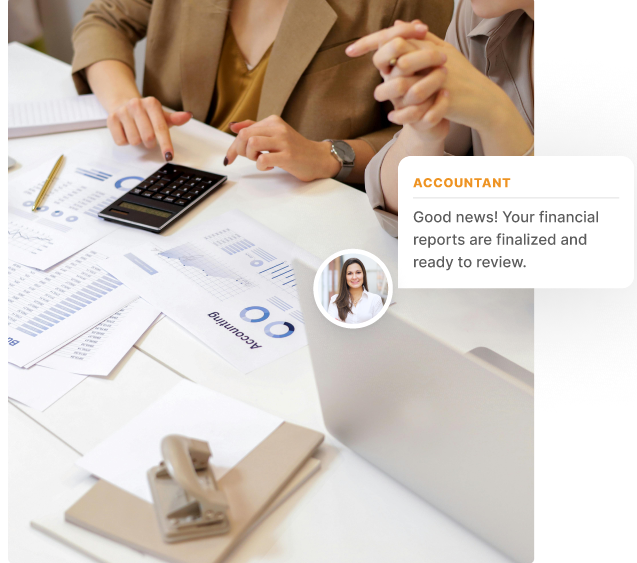 ACCOUNTANT
Good news! Your financial
reports are finalized and
ready to review.
Accounting